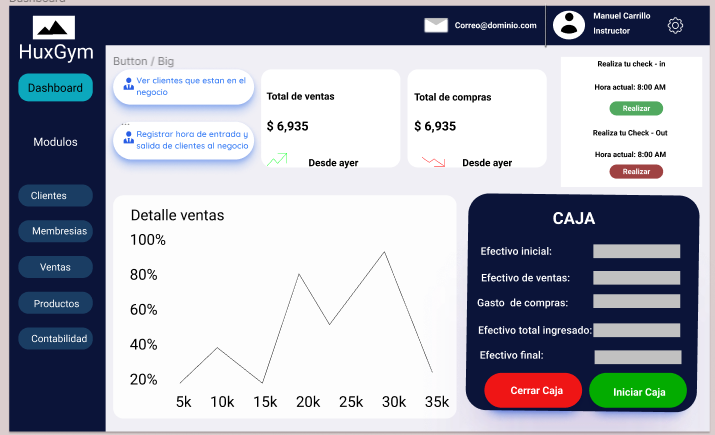 Dashboard
HuxGym
Correo@dominio.com
Manuel Carrillo
Instructor
Dashboard
Modulos
Clientes
Membresias
Ventas
Productos
Contabilidad
Button / Big
Ver clientes que estan en el
negocio
...
Registrar hora de entrada y
salida de clientes al negocio
Total de ventas
$ 6,935
Desde ayer
Total de compras
$ 6,935
Desde ayer
Realiza tu check - in
Hora actual: 8:00 AM
Realizar
Realiza tu Check - Out
Hora actual: 8:00 AM
Realizar
Detalle ventas
100%
80%
60%
40%
20%
5k 10k 15k 20k 25k 30k 35k
CAJA
Efectivo inicial:
Efectivo de ventas:
Gasto de compras:
Efectivo total ingresado:
Efectivo final:
Cerrar Caja
Iniciar Caja